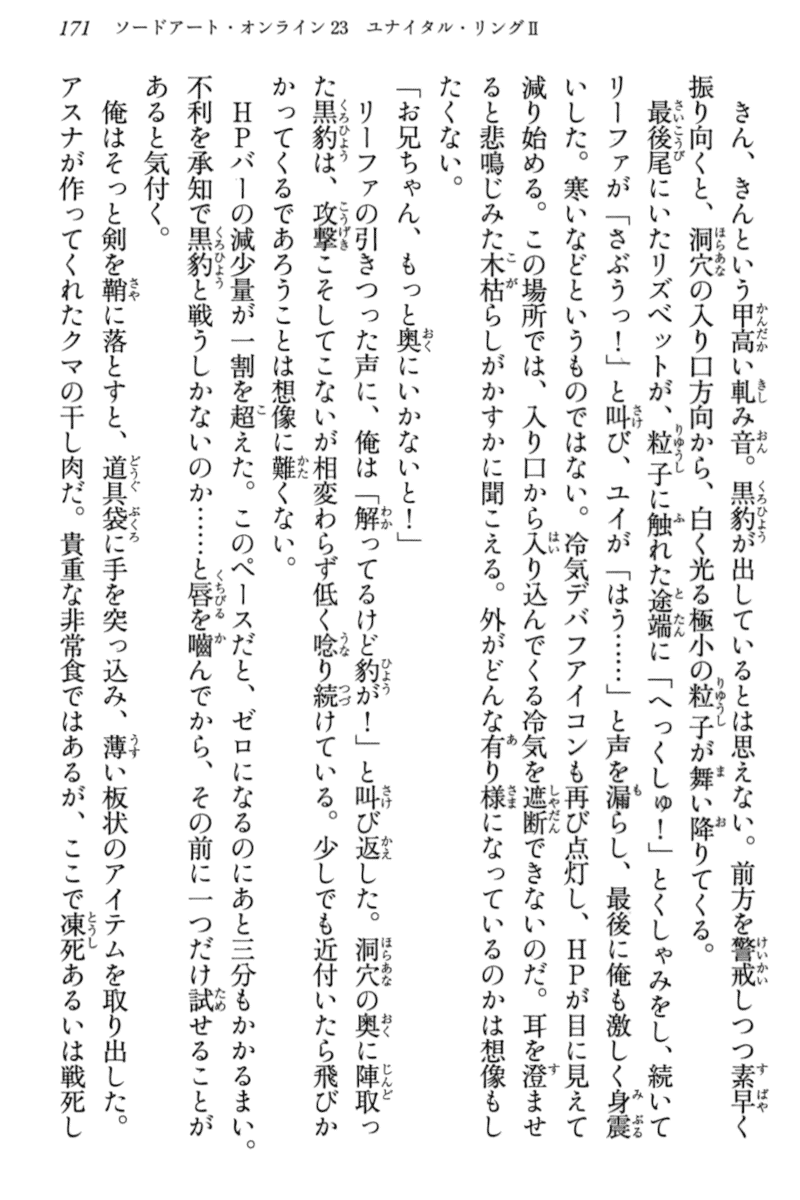 171 ソードアート・オンライン23 ユナイタル・リングⅡ
きん、きんという甲高い軋み音。黒豹が出しているとは思えない。前方を警戒しつつ素早く
振り向くと、洞穴の入り口方向から、白く光る極小の粒子が舞い降りてくる。
最後尾にいたリズベットが、粒子に触れた途端に「へっくしゅ！」とくしゃみをし、続いて
リーファが「さぶうっ！」と叫び、ユイが「はう……」と声を漏らし、最後に俺も激しく身震
いした。寒いなどというものではない。冷気デバフアイコンも再び点灯し、HPが目に見えて
減り始める。この場所では、入り口から入り込んでくる冷気を遮断できないのだ。耳を澄ませ
ると悲鳴じみた木枯らしがかすかに聞こえる。外がどんな有り様になっているのかは想像もし
たくない。
「お兄ちゃん、もっと奥にいかないと！」
リーファの引きつった声に、俺は「解ってるけど豹が！」と叫び返した。洞穴の奥に陣取っ
た黒豹は、攻撃こそしてこないが相変わらず低く唸り続けている。少しでも近付いたら飛びか
かってくるであろうことは想像に難くない。
HPバーの減少量が一割を超えた。このペースだと、ゼロになるのにあと三分もかかるまい。
不利を承知で黒豹と戦うしかないのか……と唇を嚙んでから、その前に一つだけ試せることが
あると気付く。
俺はそっと剣を鞘に落とすと、道具袋に手を突っ込み、薄い板状のアイテムを取り出した。
アスナが作ってくれたクマの干し肉だ。貴重な非常食ではあるが、ここで凍死あるいは戦死し